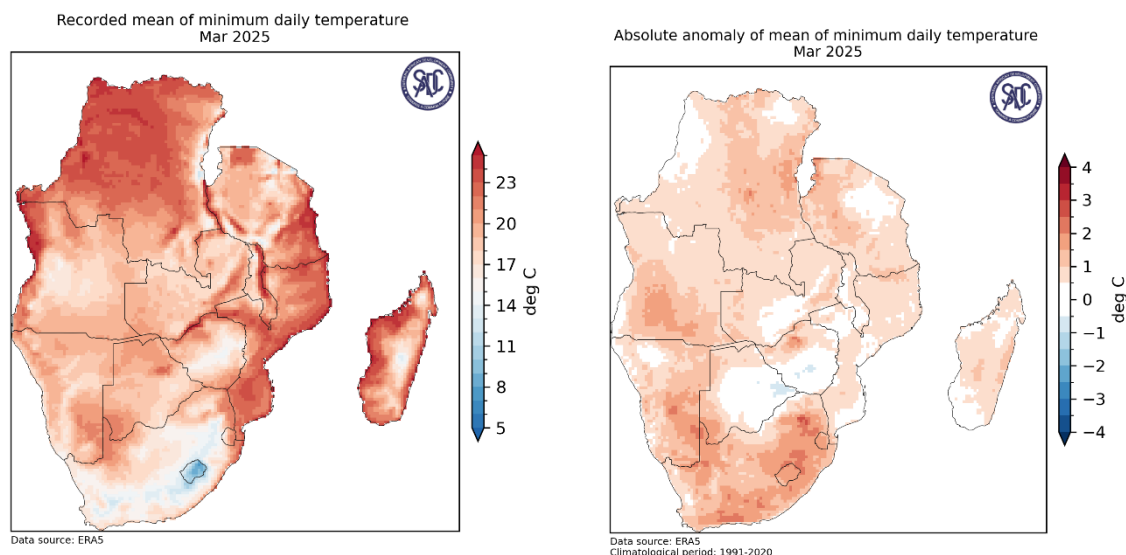 Recorded mean of minimum daily temperature
Mar 2025
SADC
23
20
17
14
11
8
5
deg C
Data source: ERA5
Absolute anomaly of mean of minimum daily temperature
Mar 2025
SADC
4
3
2
1
0
−1
−2
−3
−4
deg C
Data source: ERA5
Climatological period: 1991-2020